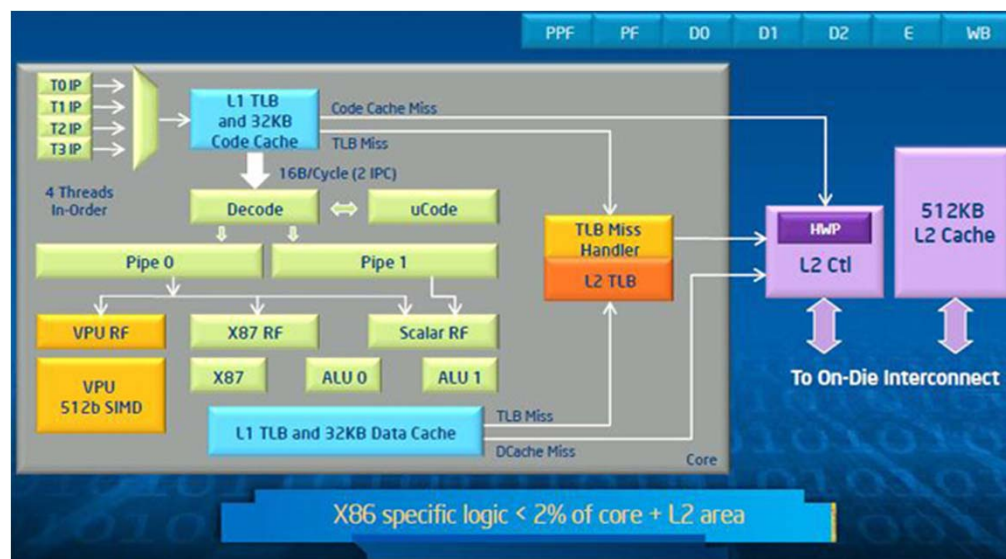 PPF PF D0 D1 D2 E WB
T0 IP
T1 IP
T2 IP
T3 IP
4 Threads
In-Order
L1 TLB
and 32KB
Code Cache
Code Cache Miss
TLB Miss
16B/Cycle (2 IPC)
Decode
uCode
Pipe 0
Pipe 1
VPU RF
X87 RF
Scalar RF
VPU
512b SIMD
X87
ALU 0
ALU 1
L1 TLB and 32KB Data Cache
TLB Miss
DCache Miss
Core
TLB Miss
Handler
L2 TLB
HWP
L2 Ctl
512KB
L2 Cache
To On-Die Interconnect
X86 specific logic < 2% of core + L2 area